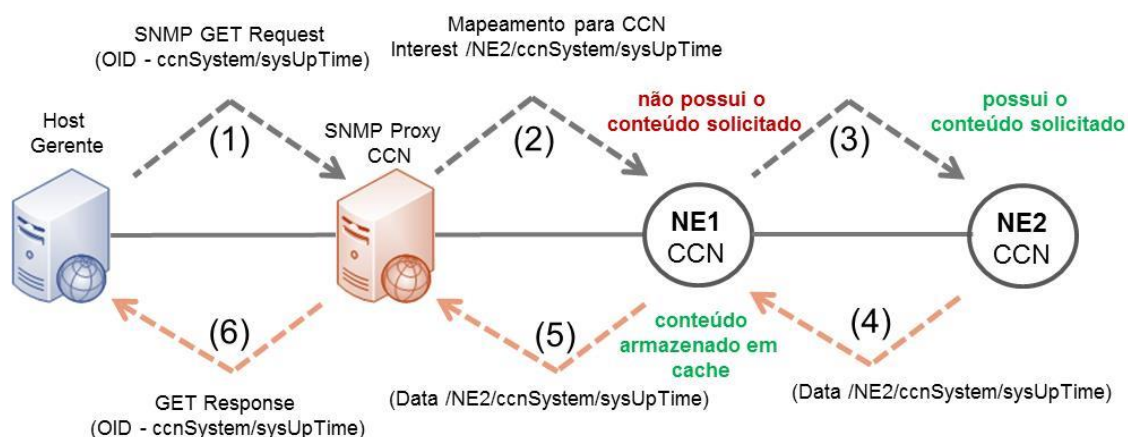 SNMP GET Request
(OID - ccnSystem/sysUpTime)
Mapeamento para CCN
Interest /NE2/ccnSystem/sysUpTime
não possui o
conteúdo solicitado
possui o
conteúdo solicitado
Host
Gerente
(1)
SNMP Proxy
CCN
(2)
(3)
NE1
CCN
NE2
CCN
(6)
(5)
conteúdo
armazenado em
cache
(4)
GET Response
(OID - ccnSystem/sysUpTime)
(Data /NE2/ccnSystem/sysUpTime)
(Data /NE2/ccnSystem/sysUpTime)